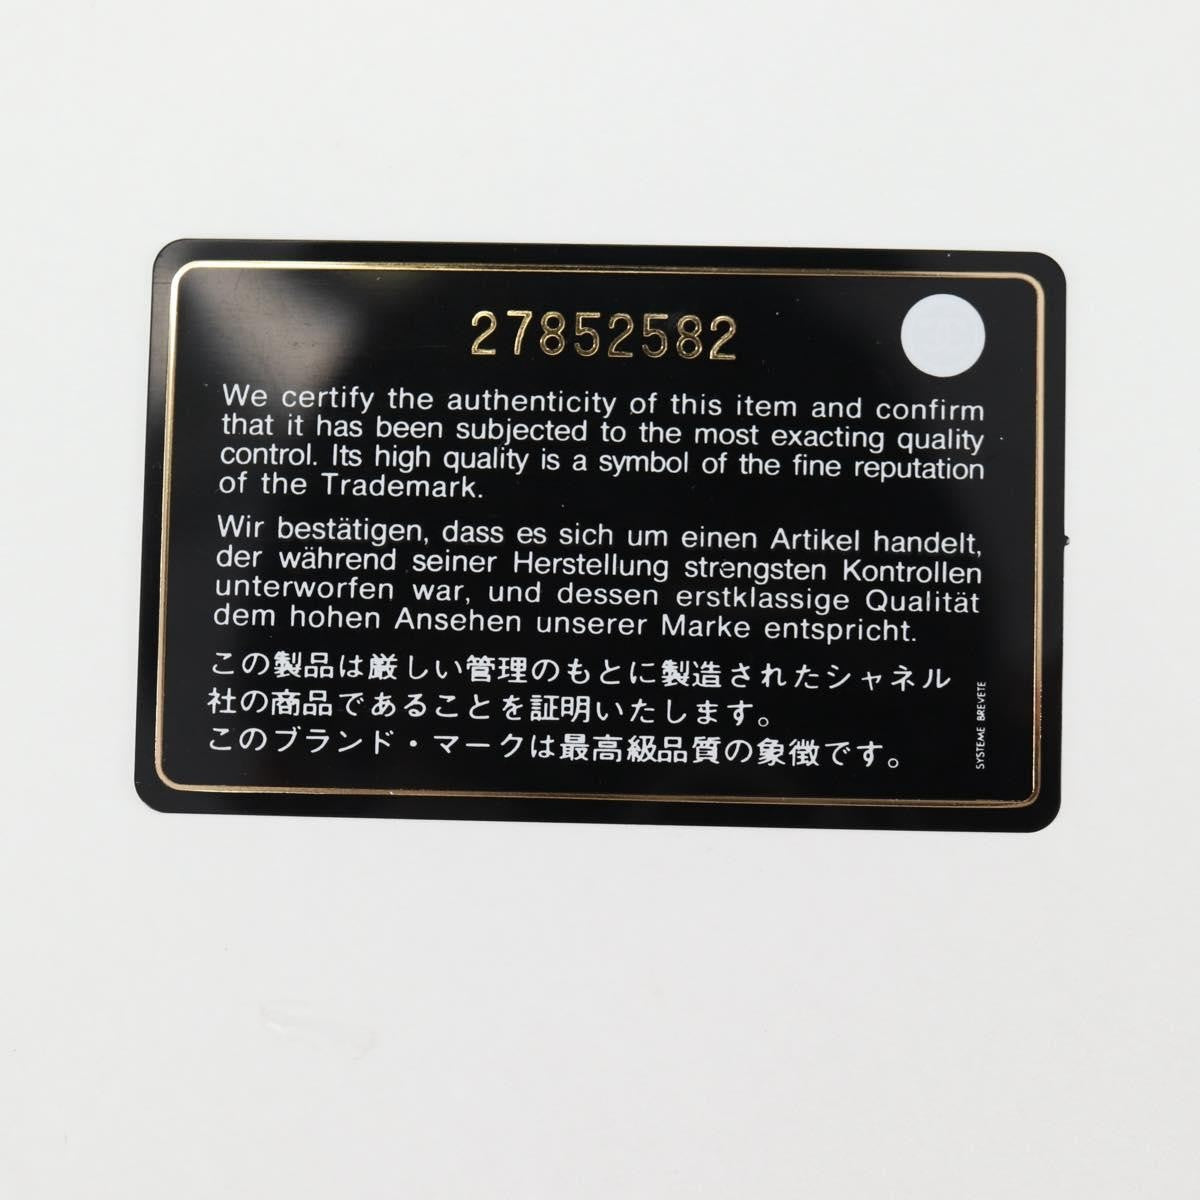 27852582
We certify the authenticity of this item and confirm
that it has been subjected to the most exacting quality
control. Its high quality is a symbol of the fine reputation
of the Trademark.
Wir bestätigen, dass es sich um einen Artikel handelt,
der während seiner Herstellung strengsten Kontrollen
unterworfen war, und dessen erstklassige Qualität
dem hohen Ansehen unserer Marke entspricht.
この製品は厳しい管理のもとに製造されたシャネル
社の商品であることを証明いたします。
このブランド・マークは最高級品質の象徴です。
SYSTEME BREVETE